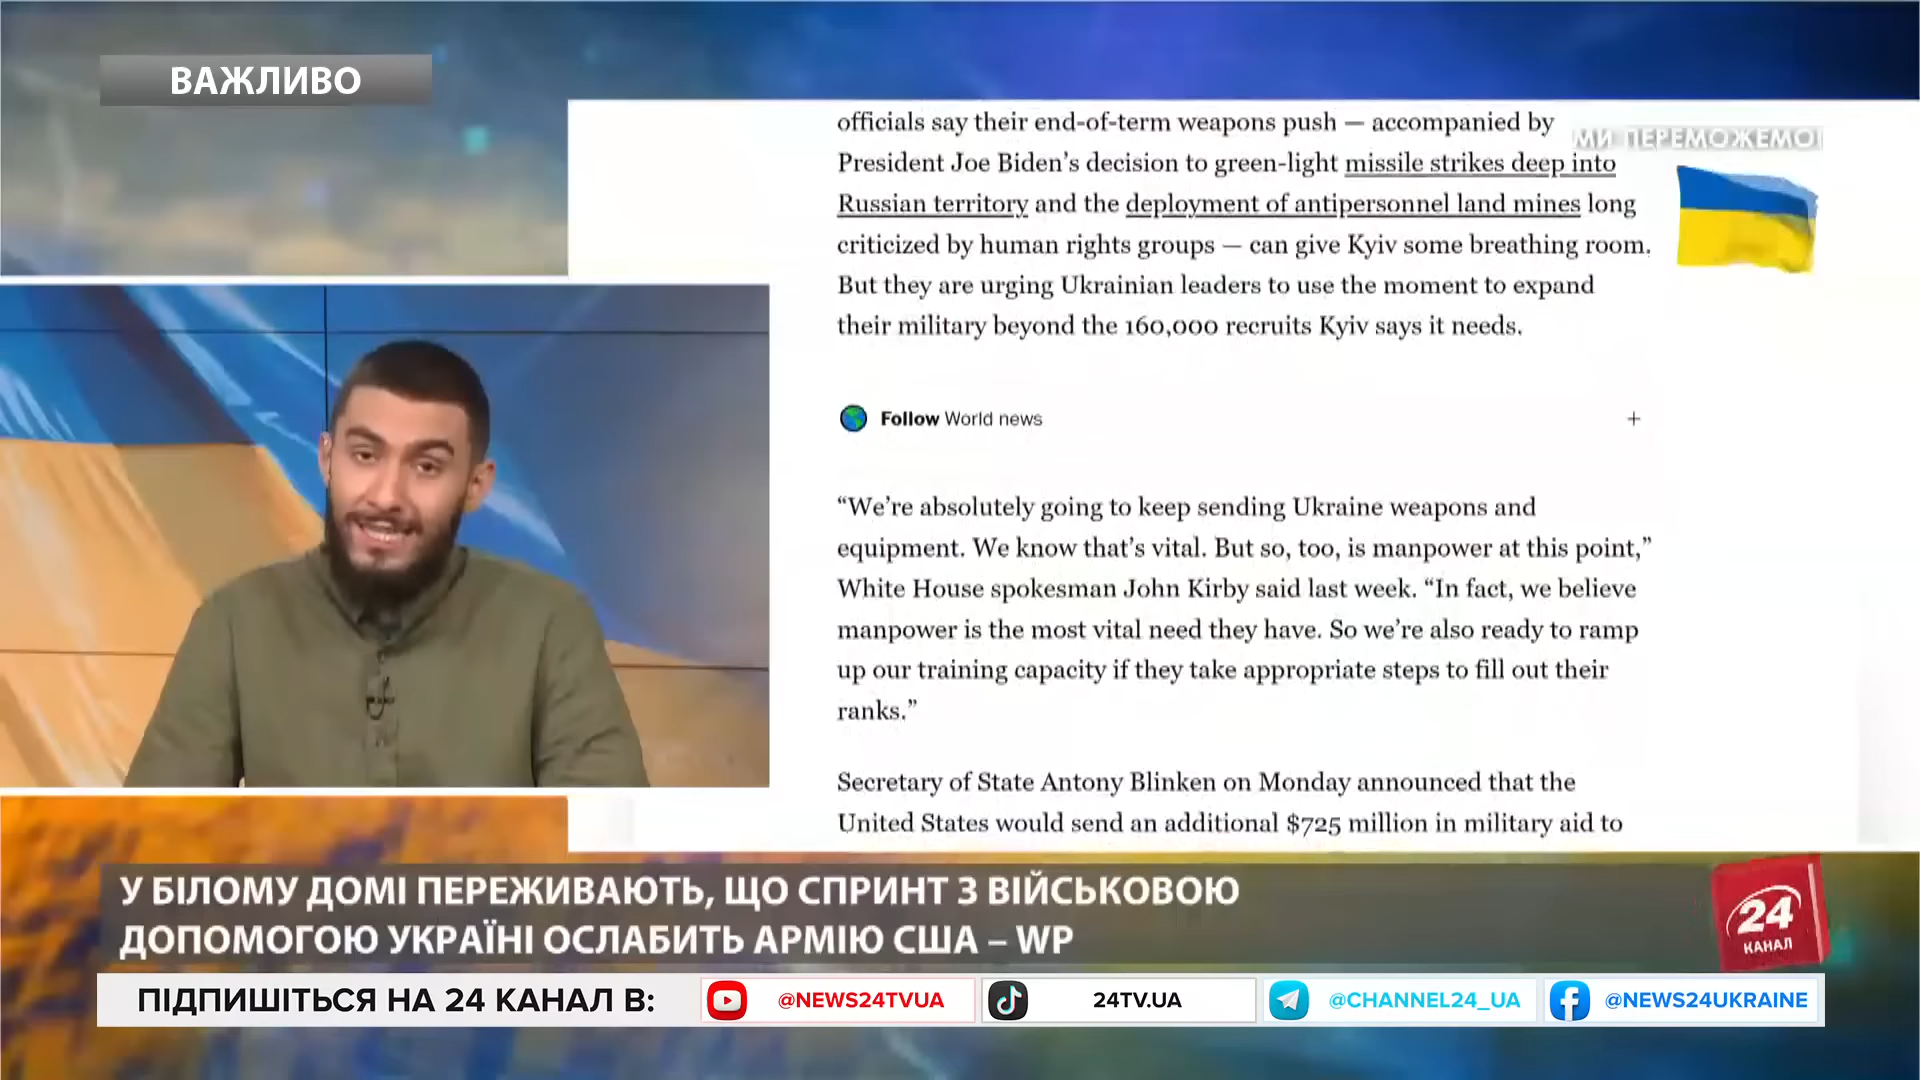 ВАЖЛИВО
officials say their end-of-term weapons push — accompanied by
President Joe Biden’s decision to green-light missile strikes deep into
Russian territory and the deployment of antipersonnel land mines long
criticized by human rights groups — can give Kyiv some breathing room.
But they are urging Ukrainian leaders to use the moment to expand
their military beyond the 160,000 recruits Kyiv says it needs.
МИ ПЕРЕМОЖЕМО!
Follow World news +
“We’re absolutely going to keep sending Ukraine weapons and
equipment. We know that’s vital. But so, too, is manpower at this point,”
White House spokesman John Kirby said last week. “In fact, we believe
manpower is the most vital need they have. So we’re also ready to ramp
up our training capacity if they take appropriate steps to fill out their
ranks.”
Secretary of State Antony Blinken on Monday announced that the
United States would send an additional $725 million in military aid to
У БІЛОМУ ДОМІ ПЕРЕЖИВАЮТЬ, ЩО СПРИНТ З ВІЙСЬКОВОЮ
ДОПОМОГОЮ УКРАЇНІ ОСЛАБИТЬ АРМІЮ США – WP
24
КАНАЛ
ПІДПИШІТЬСЯ НА 24 КАНАЛ В: @NEWS24TVUA 24TV.UA @CHANNEL24_UA @NEWS24UKRAINE